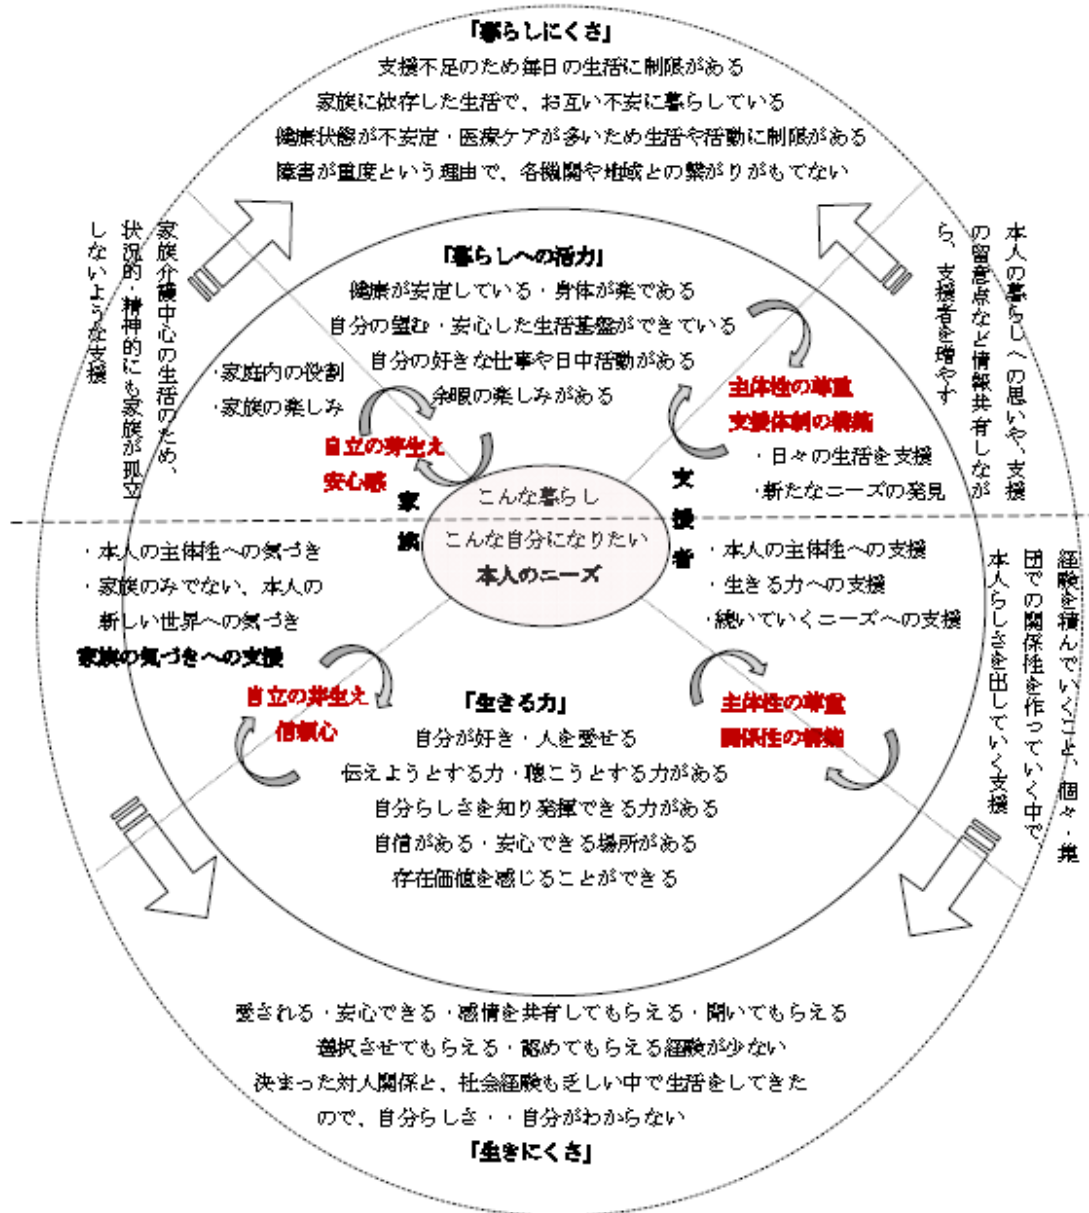 「暮らしにくさ」
支援不足のため毎日の生活に制限がある
家族に依存した生活で、お互い不安に暮らしている
健康状態が不安定・医療ケアが多いため生活や活動に制限がある
障害が重度という理由で、各機関や地域との繋がりがもてない
家族介護中心の生活のため、
状況的・精神的にも家族が孤立
しないような支援
本人の暮らしへの思いや、支援
の留意点など情報共有しなが
ら、支援者を増やす
「暮らしへの活力」
健康が安定している・身体が楽である
自分の望む・安心した生活基盤ができている
自分の好きな仕事や日中活動がある
余暇の楽しみがある
・家庭内の役割
・家族の楽しみ
自立の芽生え
安心感
家族
主体性の尊重
支援体制の構築
・日々の生活を支援
・新たなニーズの発見
支援者
こんな暮らし
こんな自分になりたい
本人のニーズ
・本人の主体性への気づき
・家族のみでない、本人の
新しい世界への気づき
家族の気づきへの支援
自立の芽生え
信頼心
・本人の主体性への支援
・生きる力への支援
・続いていくニーズへの支援
主体性の尊重
関係性の構築
経験を積んでいくこと、個々・集
団での関係性を作っていく中で
本人らしさを出していく支援
「生きる力」
自分が好き・人を愛せる
伝えようとする力・聴こうとする力がある
自分らしさを知り発揮できる力がある
自信がある・安心できる場所がある
存在価値を感じることができる
愛される・安心できる・感情を共有してもらえる・聞いてもらえる
選択させてもらえる・認めてもらえる経験が少ない
決まった対人関係と、社会経験も乏しい中で生活をしてきた
ので、自分らしさ・・自分がわからない
「生きにくさ」